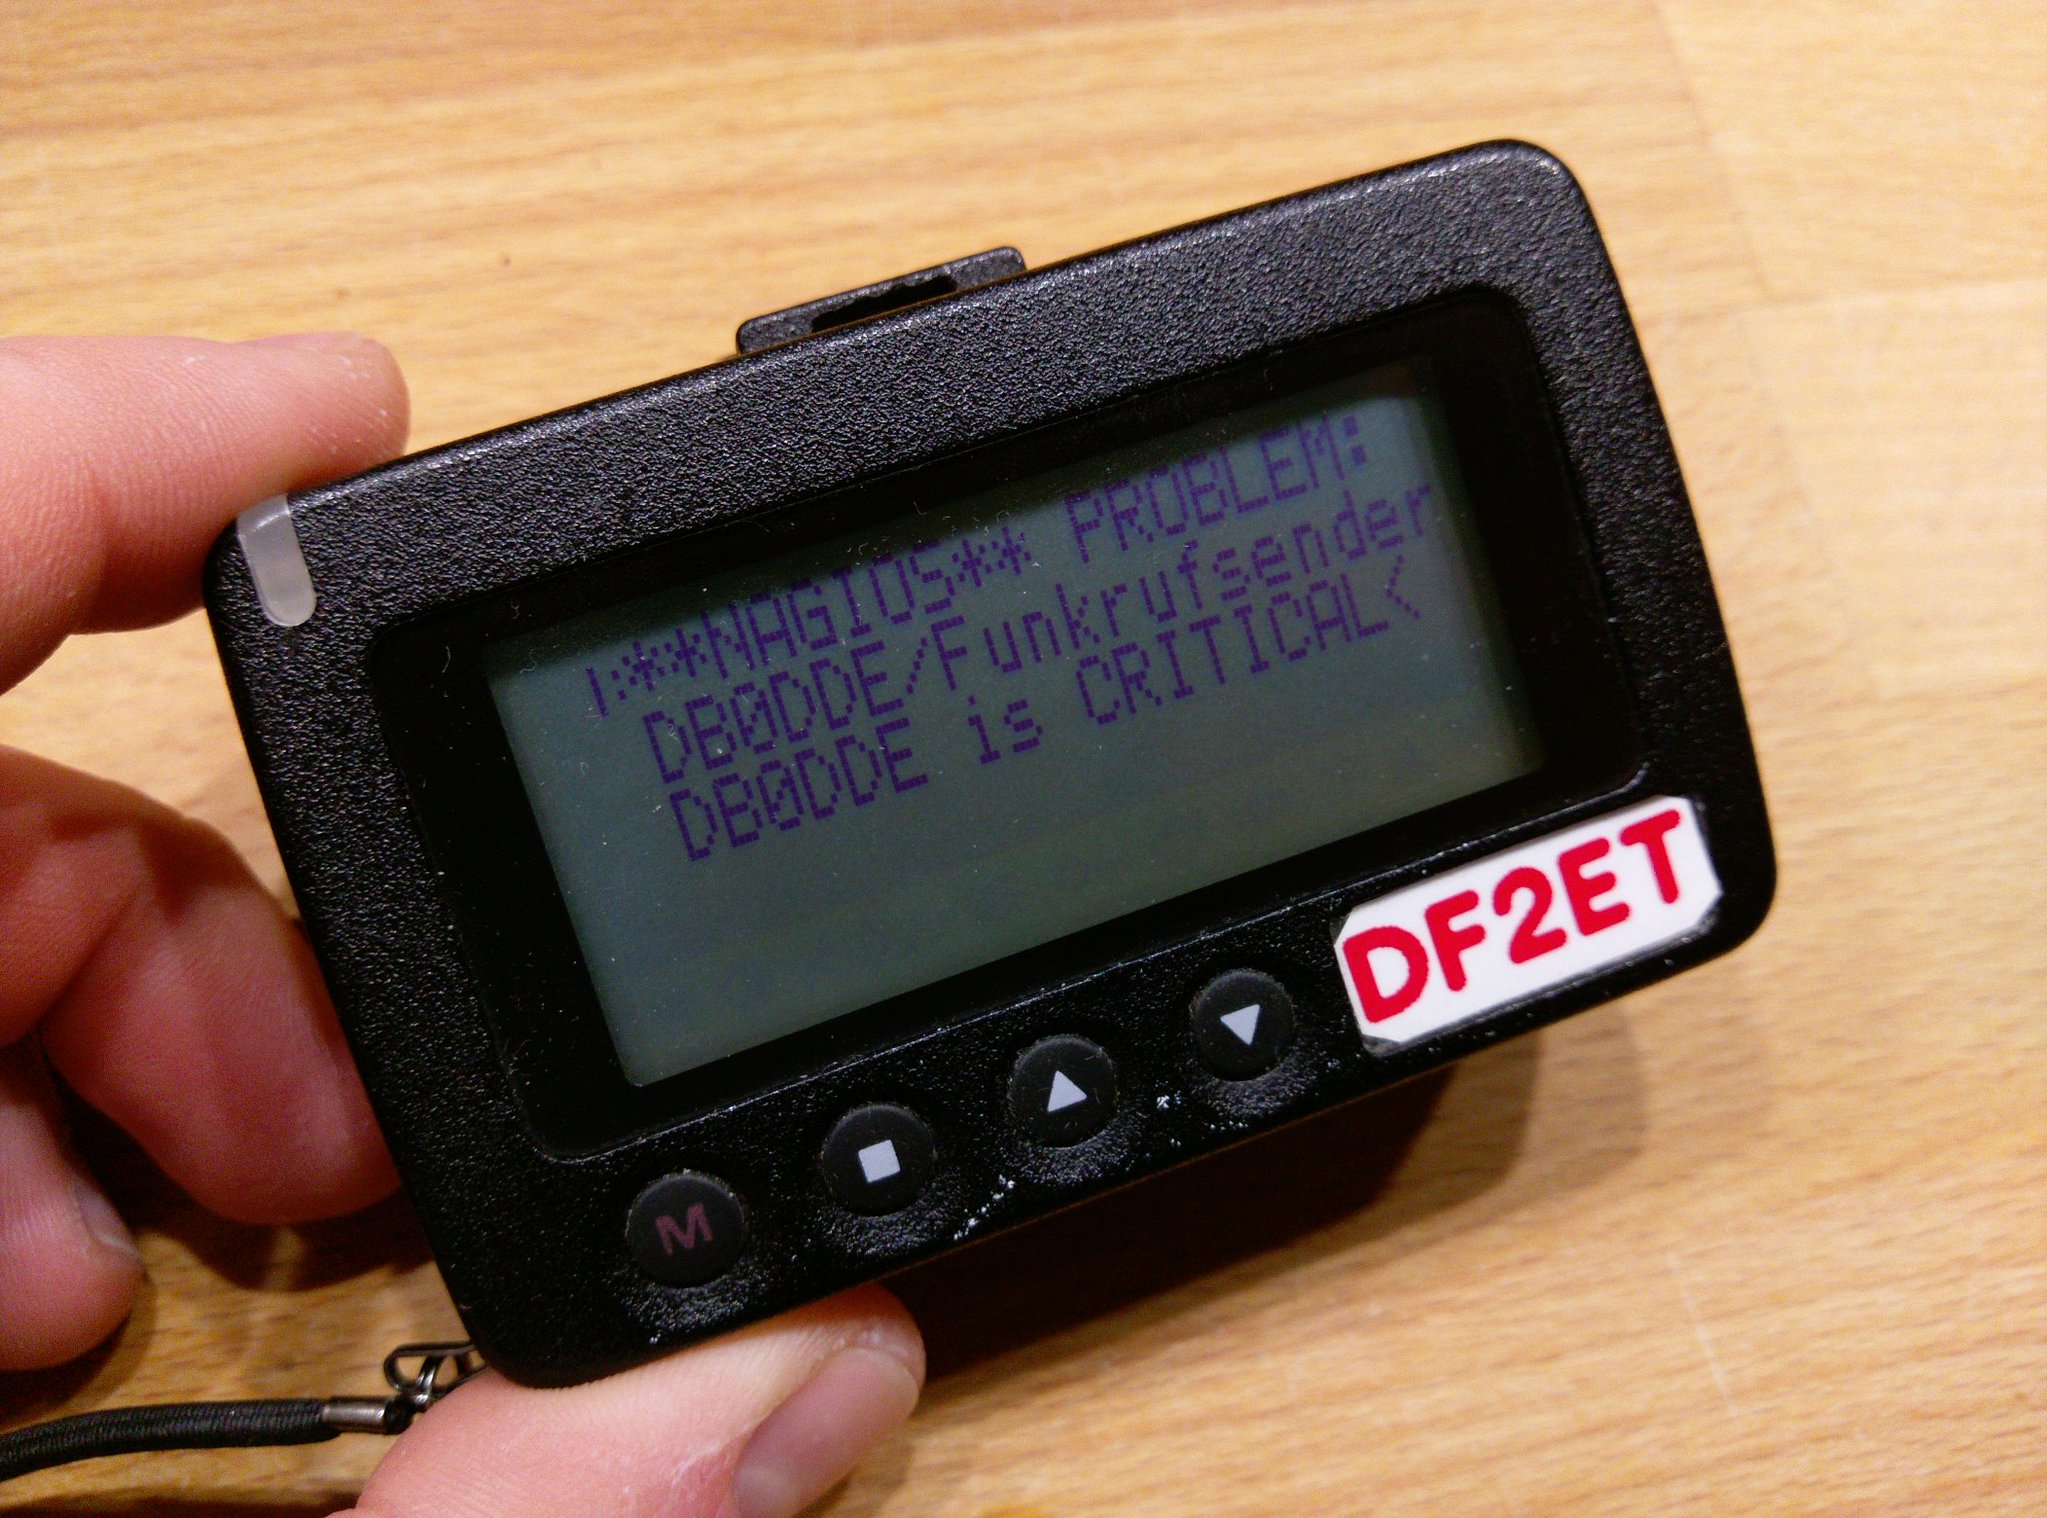 1:**NAGIOS** PROBLEM:
DB0DDE/Funkrufsender
DB0DDE is CRITICAL<
DF2ET
M